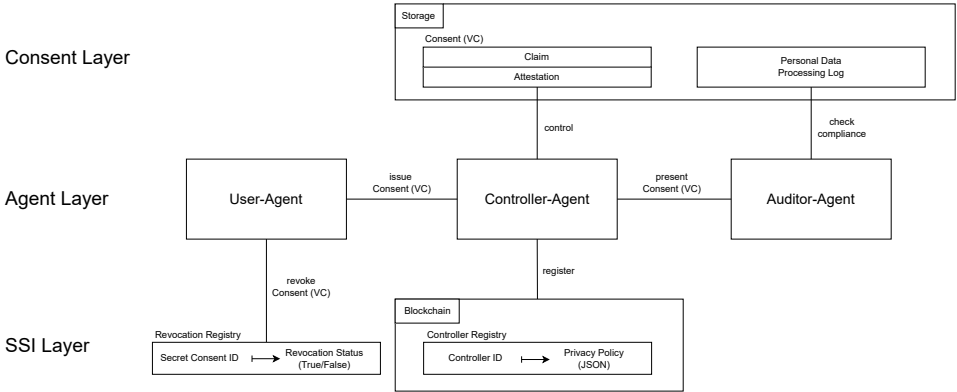 Storage
Consent Layer
Consent (VC)
Claim
Attestation
Personal Data
Processing Log
control
check
compliance
Agent Layer
User-Agent
issue
Consent (VC)
Controller-Agent
present
Consent (VC)
Auditor-Agent
revoke
Consent (VC)
register
SSI Layer
Revocation Registry
Secret Consent ID
Revocation Status
(True/False)
Blockchain
Controller Registry
Controller ID
Privacy Policy
(JSON)